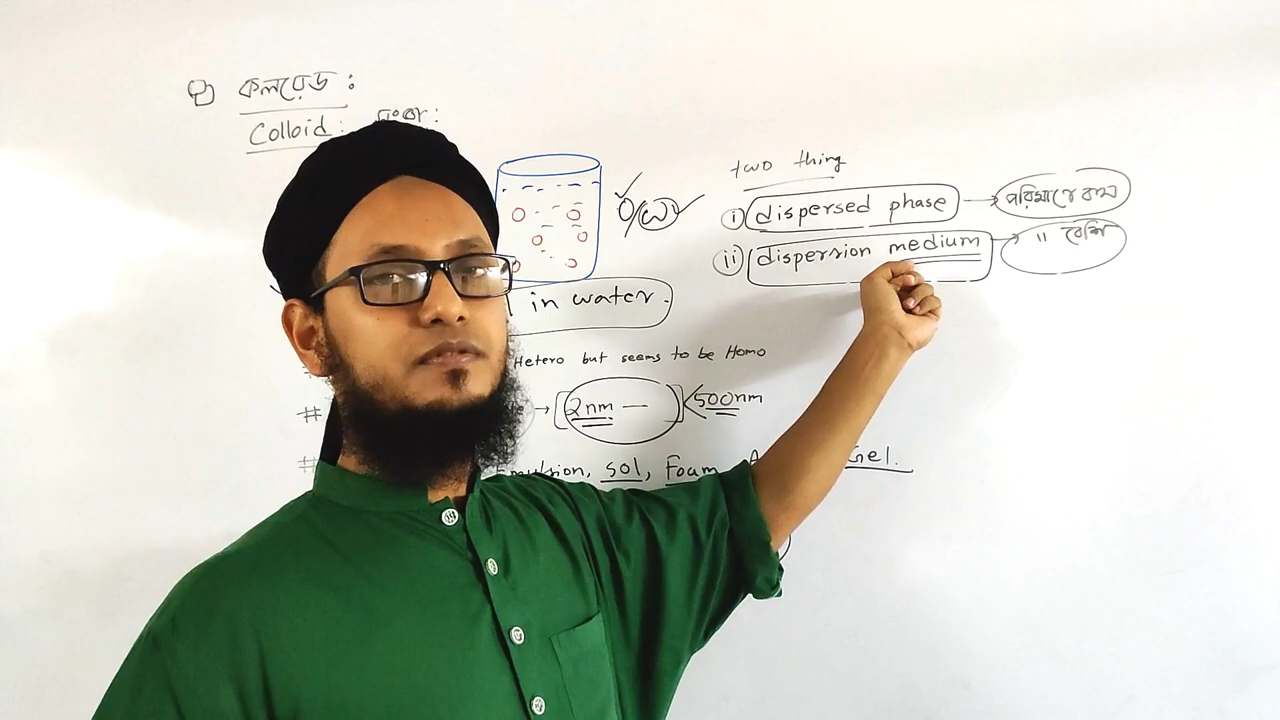 কলয়েড :
Colloid :
two thing
O/W
i) dispersed phase → পরিমাণে কম
ii) dispersion medium → " বেশি
in water.
Hetero but seems to be Homo
# → [2nm — ] < 500nm
# Emulsion, sol, Foam Gel.